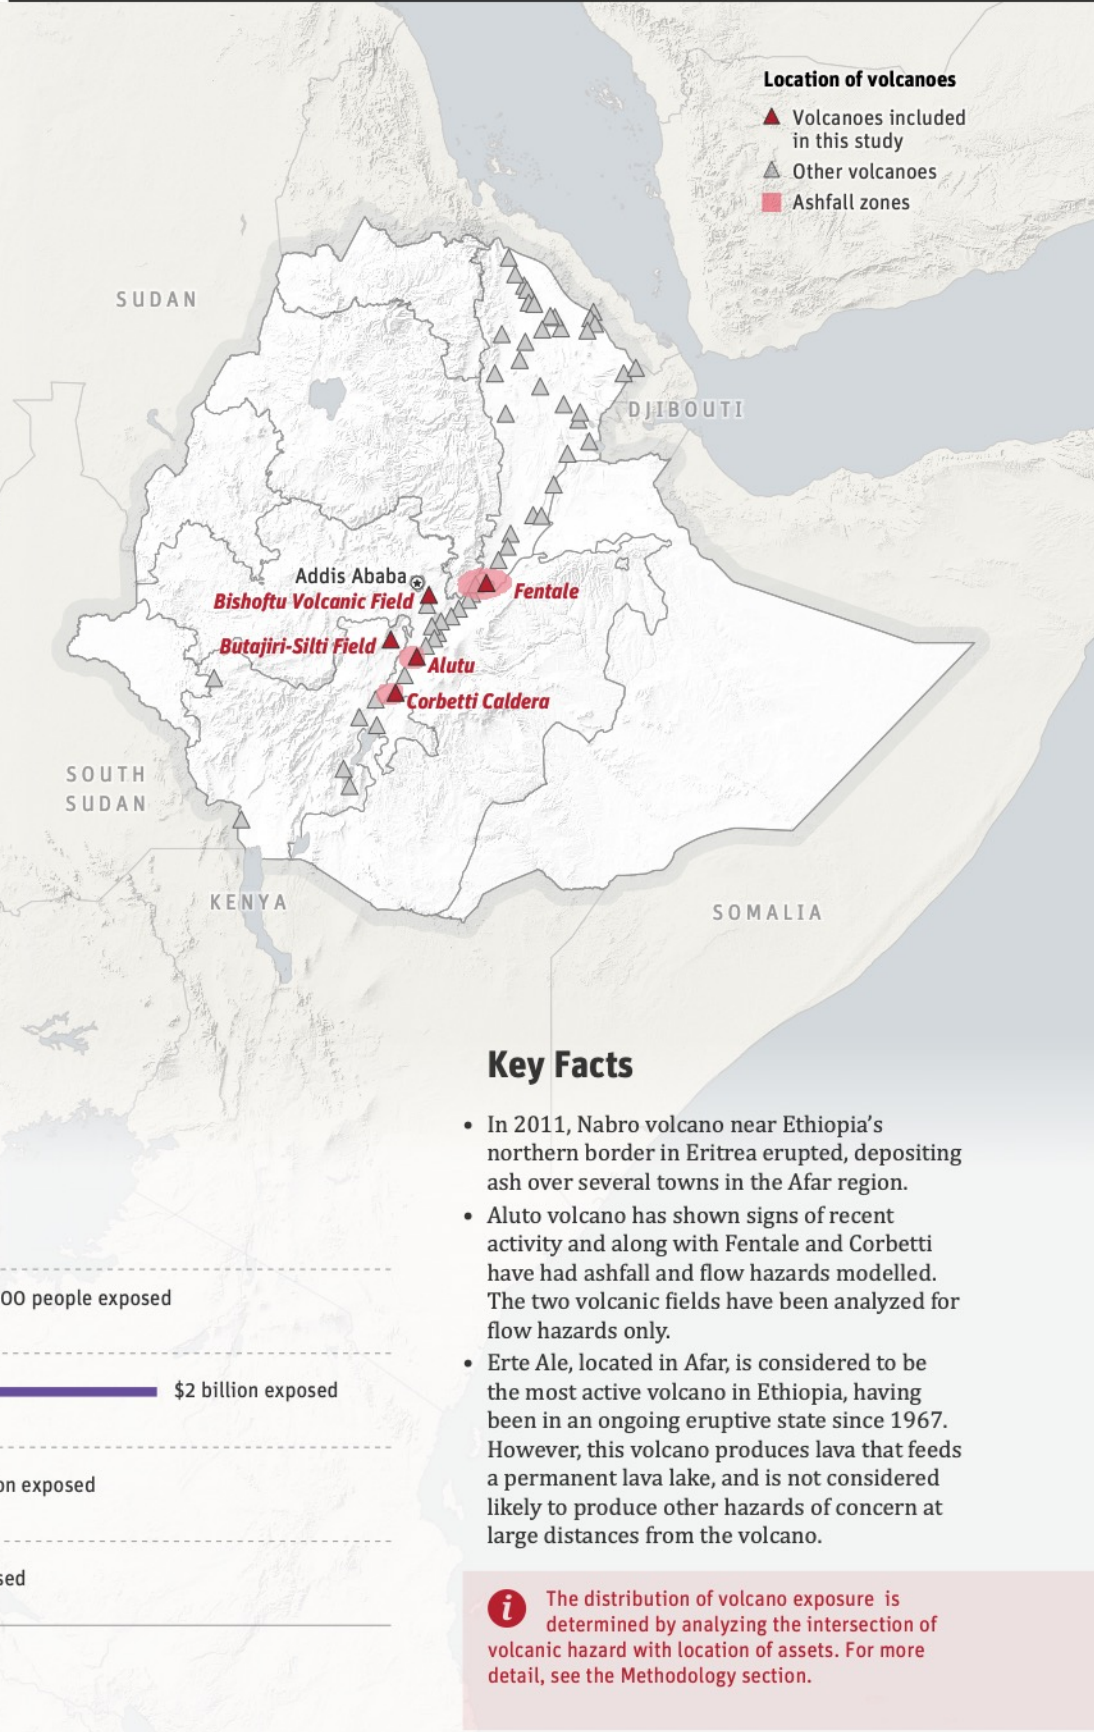 Location of volcanoes
Volcanoes included
in this study
Other volcanoes
Ashfall zones
SUDAN
DJIBOUTI
Addis Ababa
Bishoftu Volcanic Field
Fentale
Butajiri-Silti Field
Alutu
Corbetti Caldera
SOUTH
SUDAN
KENYA
SOMALIA
Key Facts
• In 2011, Nabro volcano near Ethiopia’s
northern border in Eritrea erupted, depositing
ash over several towns in the Afar region.
• Aluto volcano has shown signs of recent
activity and along with Fentale and Corbetti
have had ashfall and flow hazards modelled.
The two volcanic fields have been analyzed for
flow hazards only.
• Erte Ale, located in Afar, is considered to be
the most active volcano in Ethiopia, having
been in an ongoing eruptive state since 1967.
However, this volcano produces lava that feeds
a permanent lava lake, and is not considered
likely to produce other hazards of concern at
large distances from the volcano.
00 people exposed
$2 billion exposed
on exposed
sed
i The distribution of volcano exposure is
determined by analyzing the intersection of
volcanic hazard with location of assets. For more
detail, see the Methodology section.